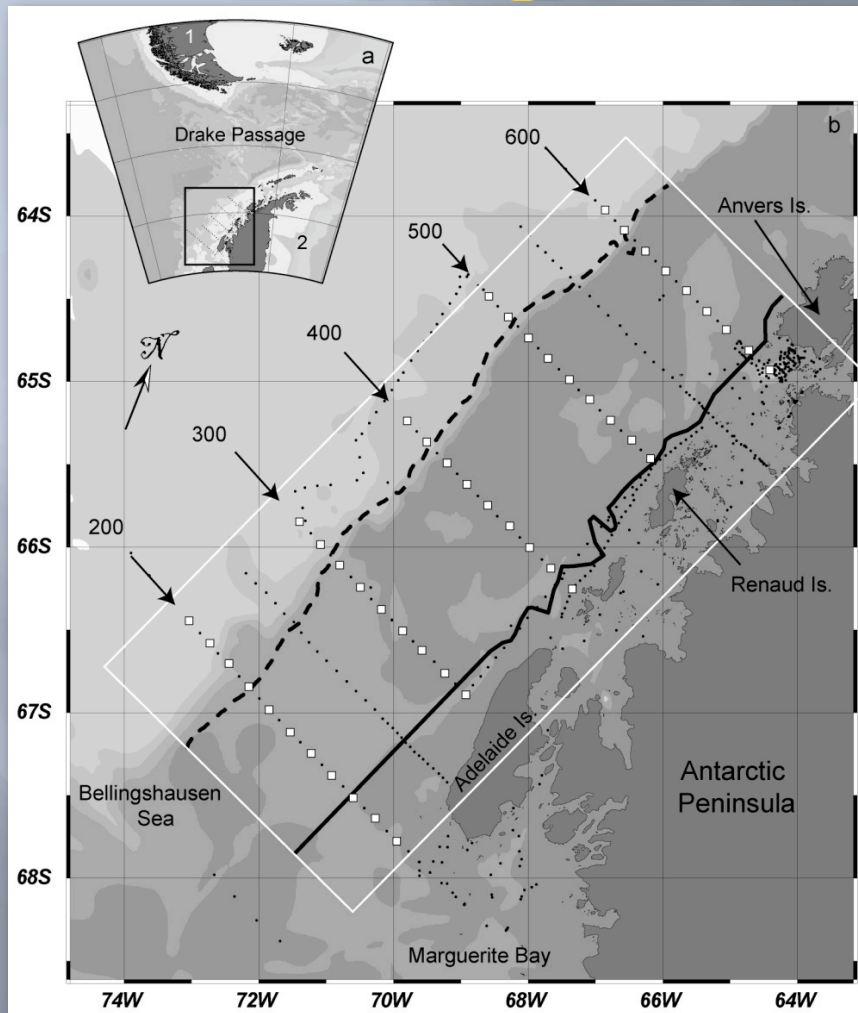 1
a
Drake Passage
2
b
600
64S
Anvers Is.
500
N
400
65S
300
200
66S
Renaud Is.
67S
Adelaide Is.
Bellingshausen
Sea
Antarctic
Peninsula
68S
Marguerite Bay
74W
72W
70W
68W
66W
64W